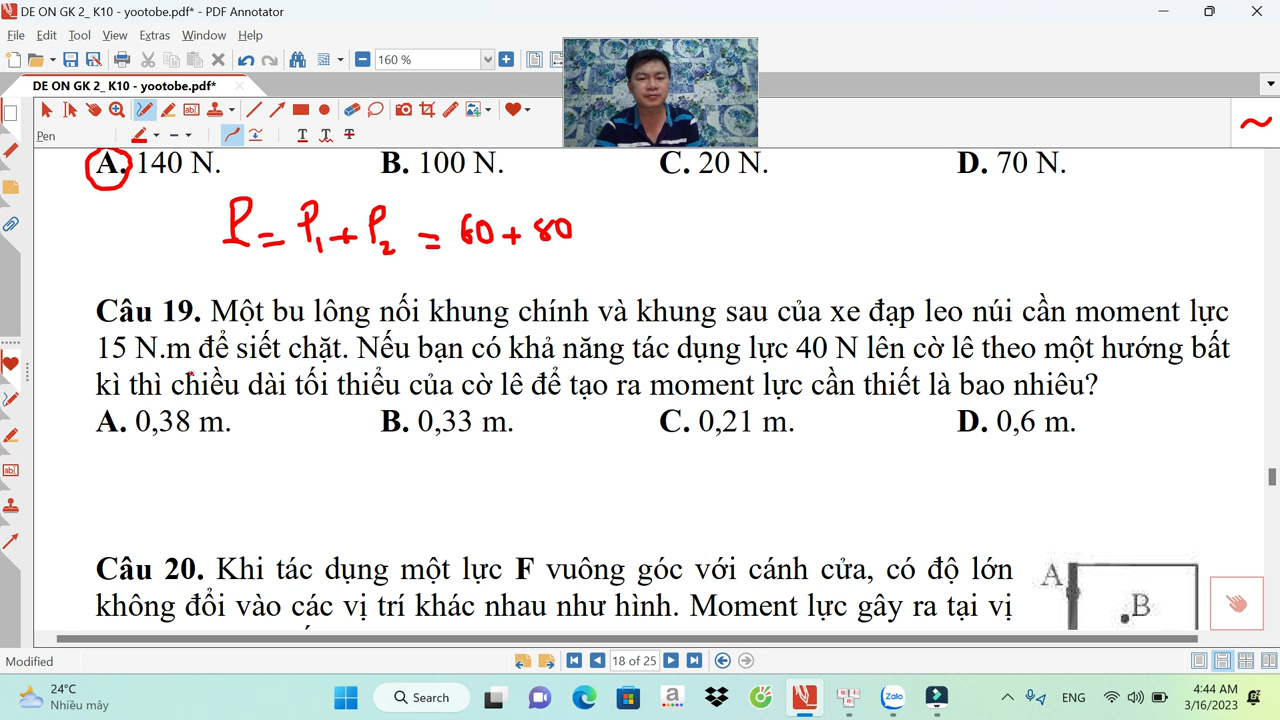 DE ON GK 2_ K10 - yootobe.pdf* - PDF Annotator
File Edit Tool View Extras Window Help
160 %
DE ON GK 2_ K10 - yootobe.pdf*
Pen
A. 140 N. B. 100 N. C. 20 N. D. 70 N.
P = P1 + P2 = 60 + 80
Câu 19. Một bu lông nối khung chính và khung sau của xe đạp leo núi cần moment lực
15 N.m để siết chặt. Nếu bạn có khả năng tác dụng lực 40 N lên cờ lê theo một hướng bất
kì thì chiều dài tối thiểu của cờ lê để tạo ra moment lực cần thiết là bao nhiêu?
A. 0,38 m. B. 0,33 m. C. 0,21 m. D. 0,6 m.
Câu 20. Khi tác dụng một lực F vuông góc với cánh cửa, có độ lớn
không đổi vào các vị trí khác nhau như hình. Moment lực gây ra tại vị
A
B
Modified
18 of 25
24°C
Nhiều mây
Search
a
Zalo
ENG
4:44 AM
3/16/2023